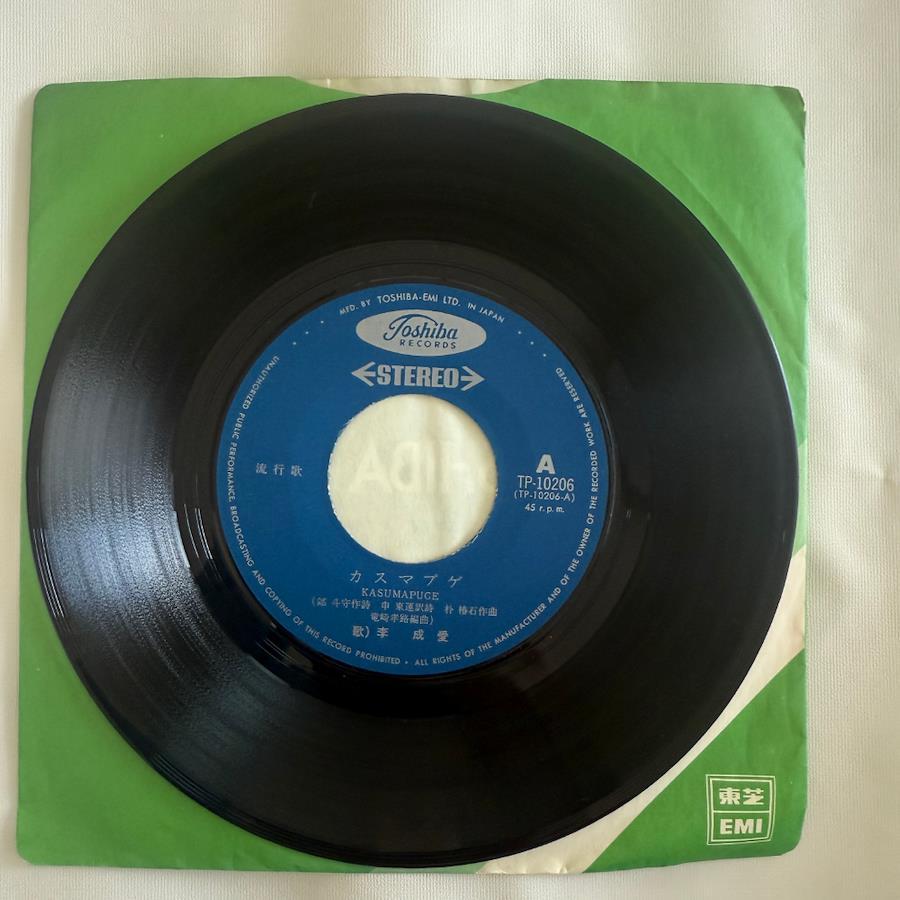 MFD. BY TOSHIBA-EMI LTD. IN JAPAN
Toshiba
RECORDS
STEREO
流行歌
A
TP-10206
(TP-10206-A)
45 r.p.m.
カスマプゲ
KASUMAPUGE
(鄭 斗守作詩 申 東運訳詩 朴 椿石作曲
竜崎孝路編曲)
歌)李 成 愛
UNAUTHORIZED PUBLIC PERFORMANCE, BROADCASTING AND COPYING OF THIS RECORD PROHIBITED • ALL RIGHTS OF THE MANUFACTURER AND OF THE OWNER OF THE RECORDED WORK ARE RESERVED
東芝
EMI